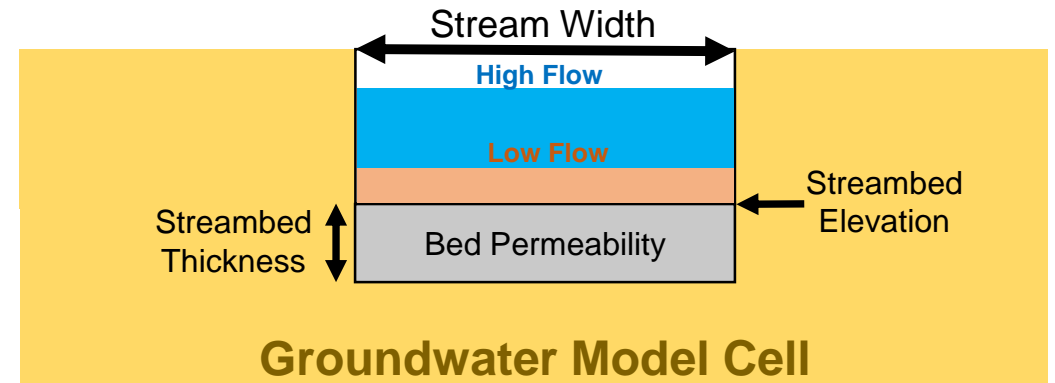 Stream Width
High Flow
Low Flow
Streambed
Elevation
Streambed
Thickness
Bed Permeability
Groundwater Model Cell